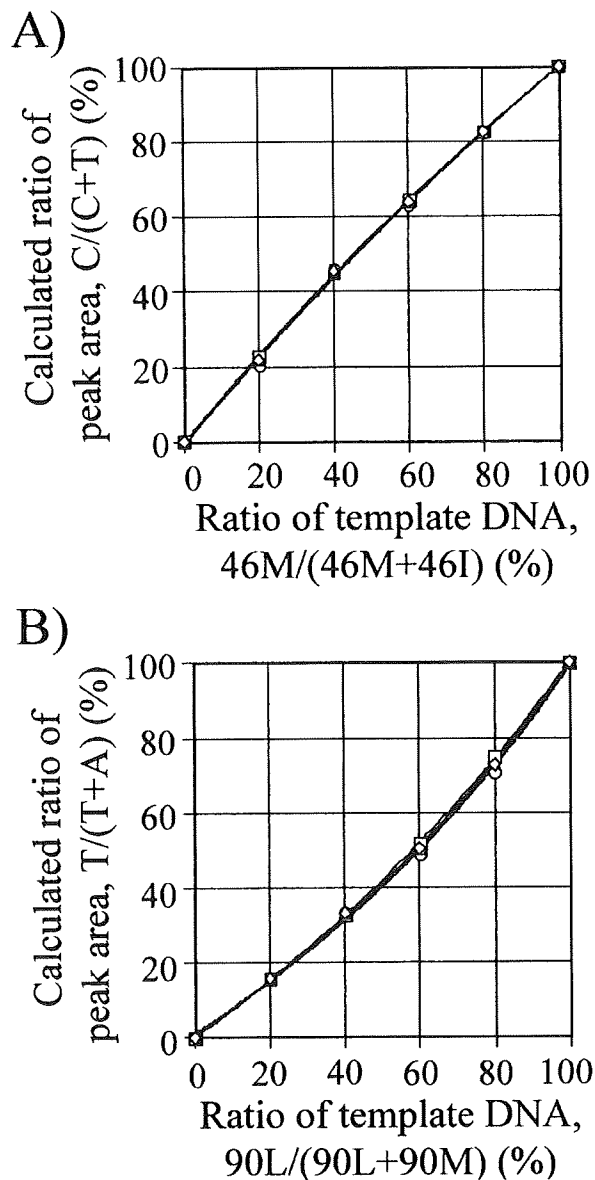 A)
Calculated ratio of
peak area, C/(C+T) (%)
100
80
60
40
20
0
0 20 40 60 80 100
Ratio of template DNA,
46M/(46M+46I) (%)
B)
Calculated ratio of
peak area, T/(T+A) (%)
100
80
60
40
20
0
0 20 40 60 80 100
Ratio of template DNA,
90L/(90L+90M) (%)